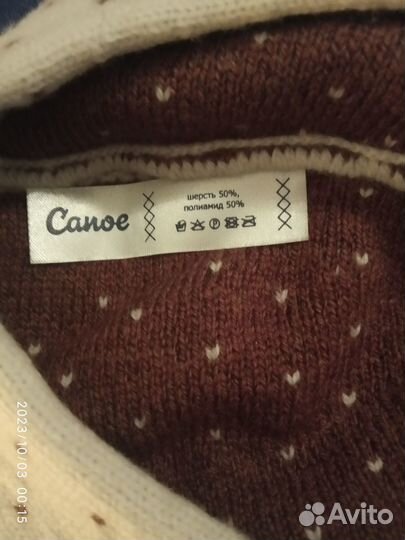 Canoe
шерсть 50%,
полиамид 50%
2023/10/03 00:15
Avito